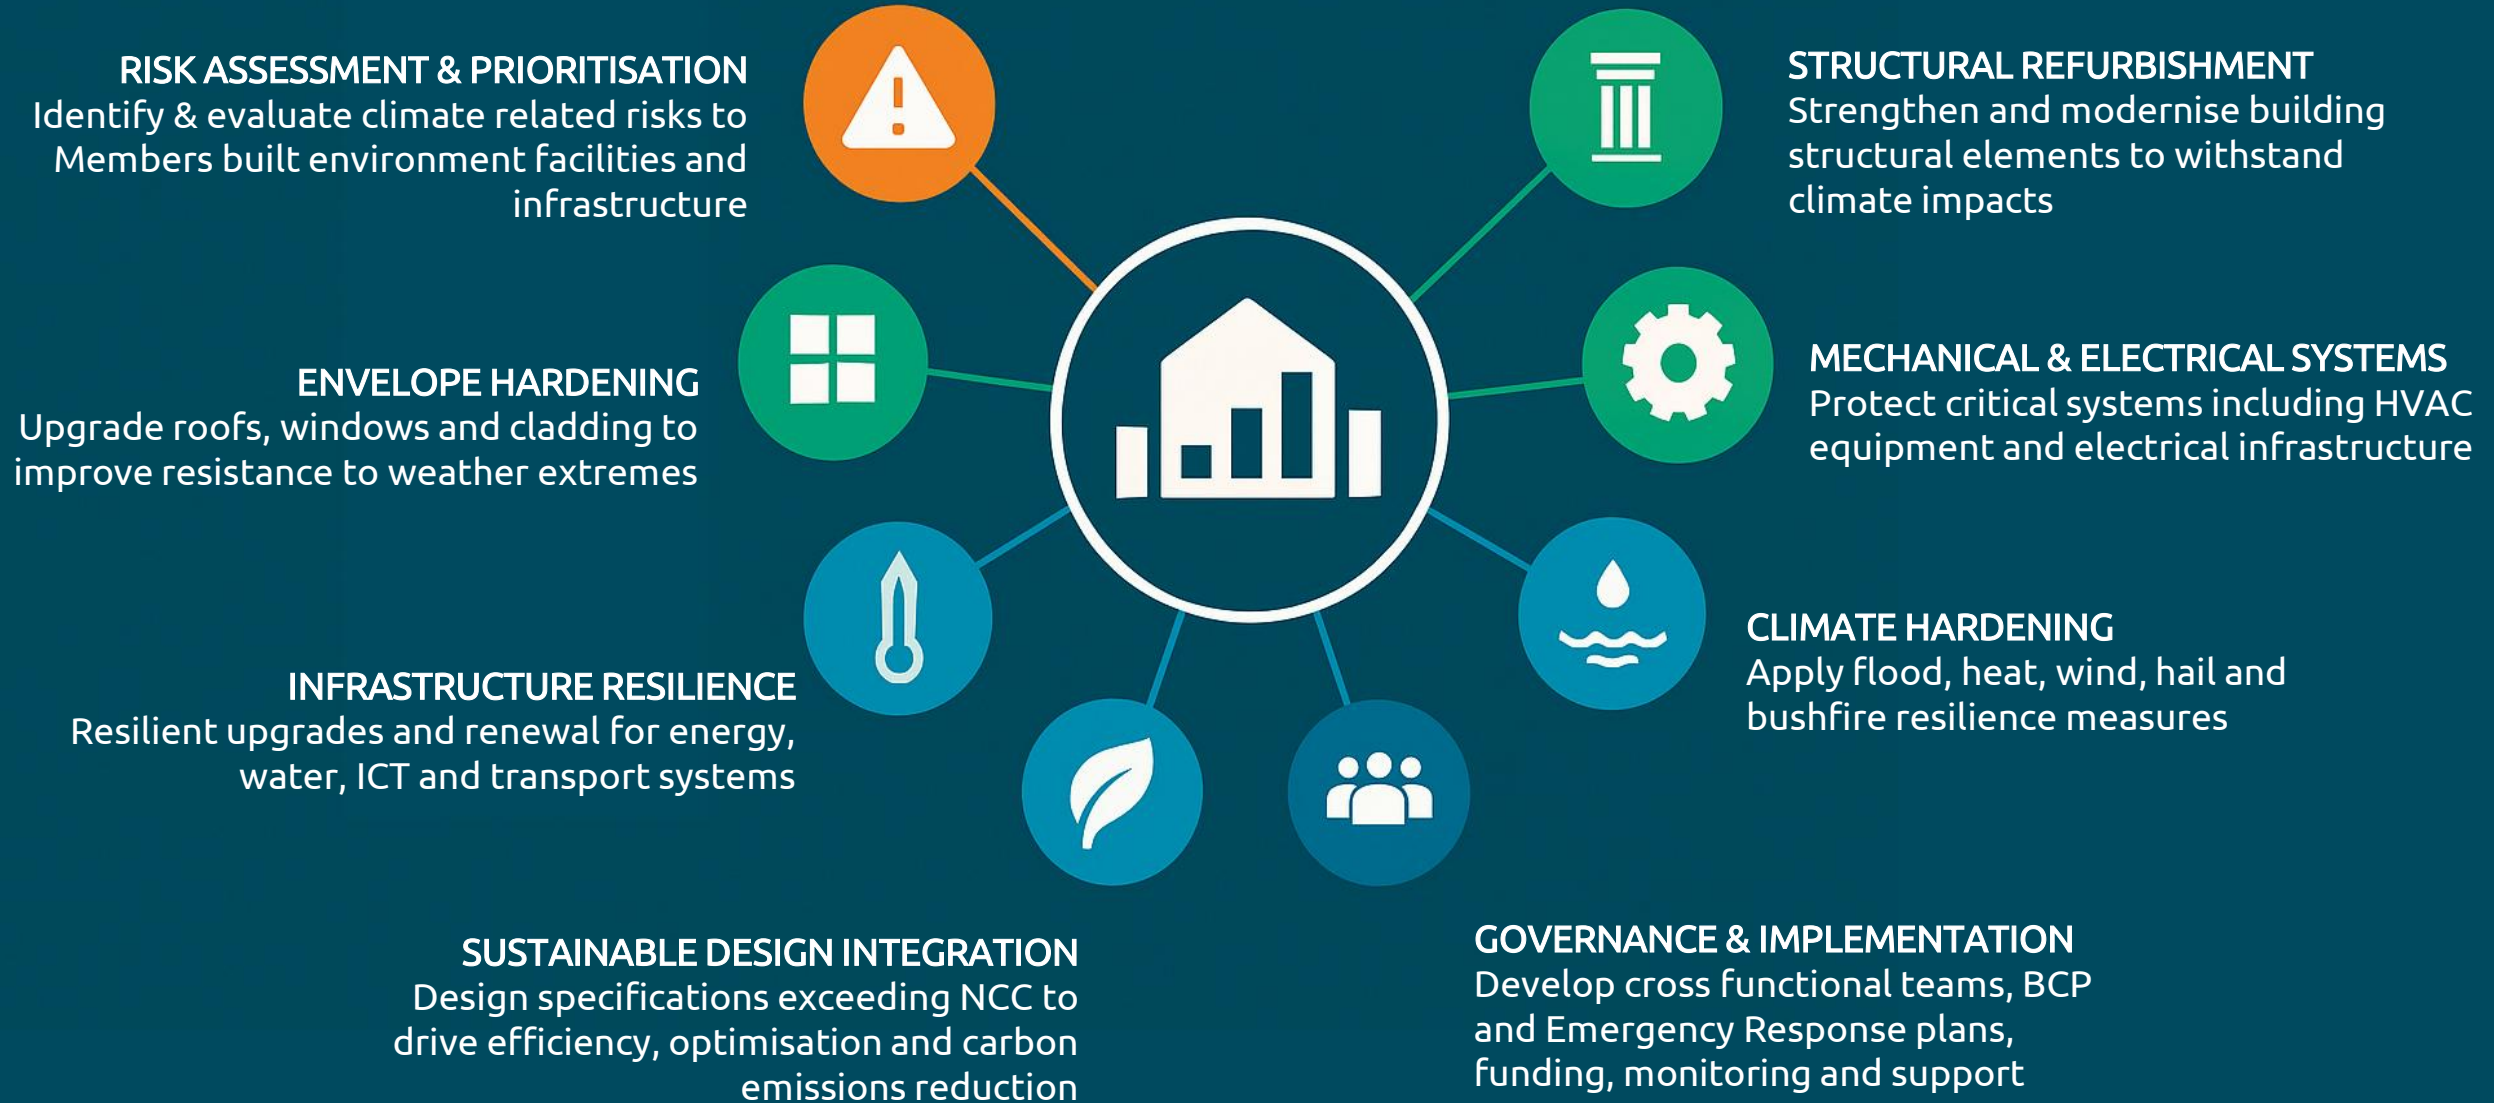 RISK ASSESSMENT & PRIORITISATION
Identify & evaluate climate related risks to
Members built environment facilities and
infrastructure
STRUCTURAL REFURBISHMENT
Strengthen and modernise building
structural elements to withstand
climate impacts
ENVELOPE HARDENING
Upgrade roofs, windows and cladding to
improve resistance to weather extremes
MECHANICAL & ELECTRICAL SYSTEMS
Protect critical systems including HVAC
equipment and electrical infrastructure
INFRASTRUCTURE RESILIENCE
Resilient upgrades and renewal for energy,
water, ICT and transport systems
CLIMATE HARDENING
Apply flood, heat, wind, hail and
bushfire resilience measures
SUSTAINABLE DESIGN INTEGRATION
Design specifications exceeding NCC to
drive efficiency, optimisation and carbon
emissions reduction
GOVERNANCE & IMPLEMENTATION
Develop cross functional teams, BCP
and Emergency Response plans,
funding, monitoring and support